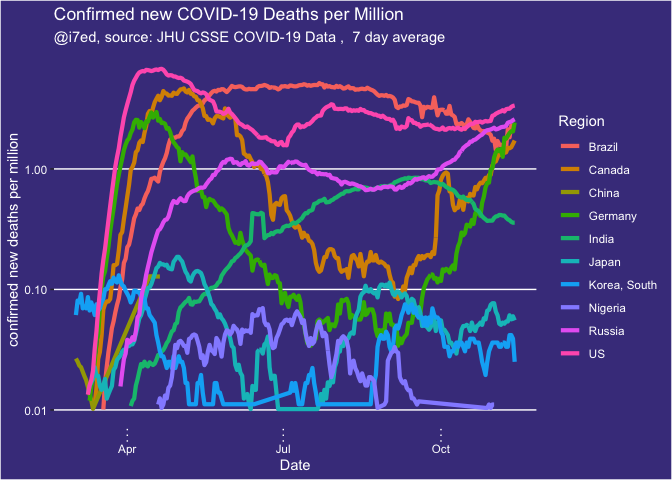 Confirmed new COVID-19 Deaths per Million
@i7ed, source: JHU CSSE COVID-19 Data , 7 day average
confirmed new deaths per million
1.00
0.10
0.01
Apr
Jul
Oct
Date
Region
Brazil
Canada
China
Germany
India
Japan
Korea, South
Nigeria
Russia
US